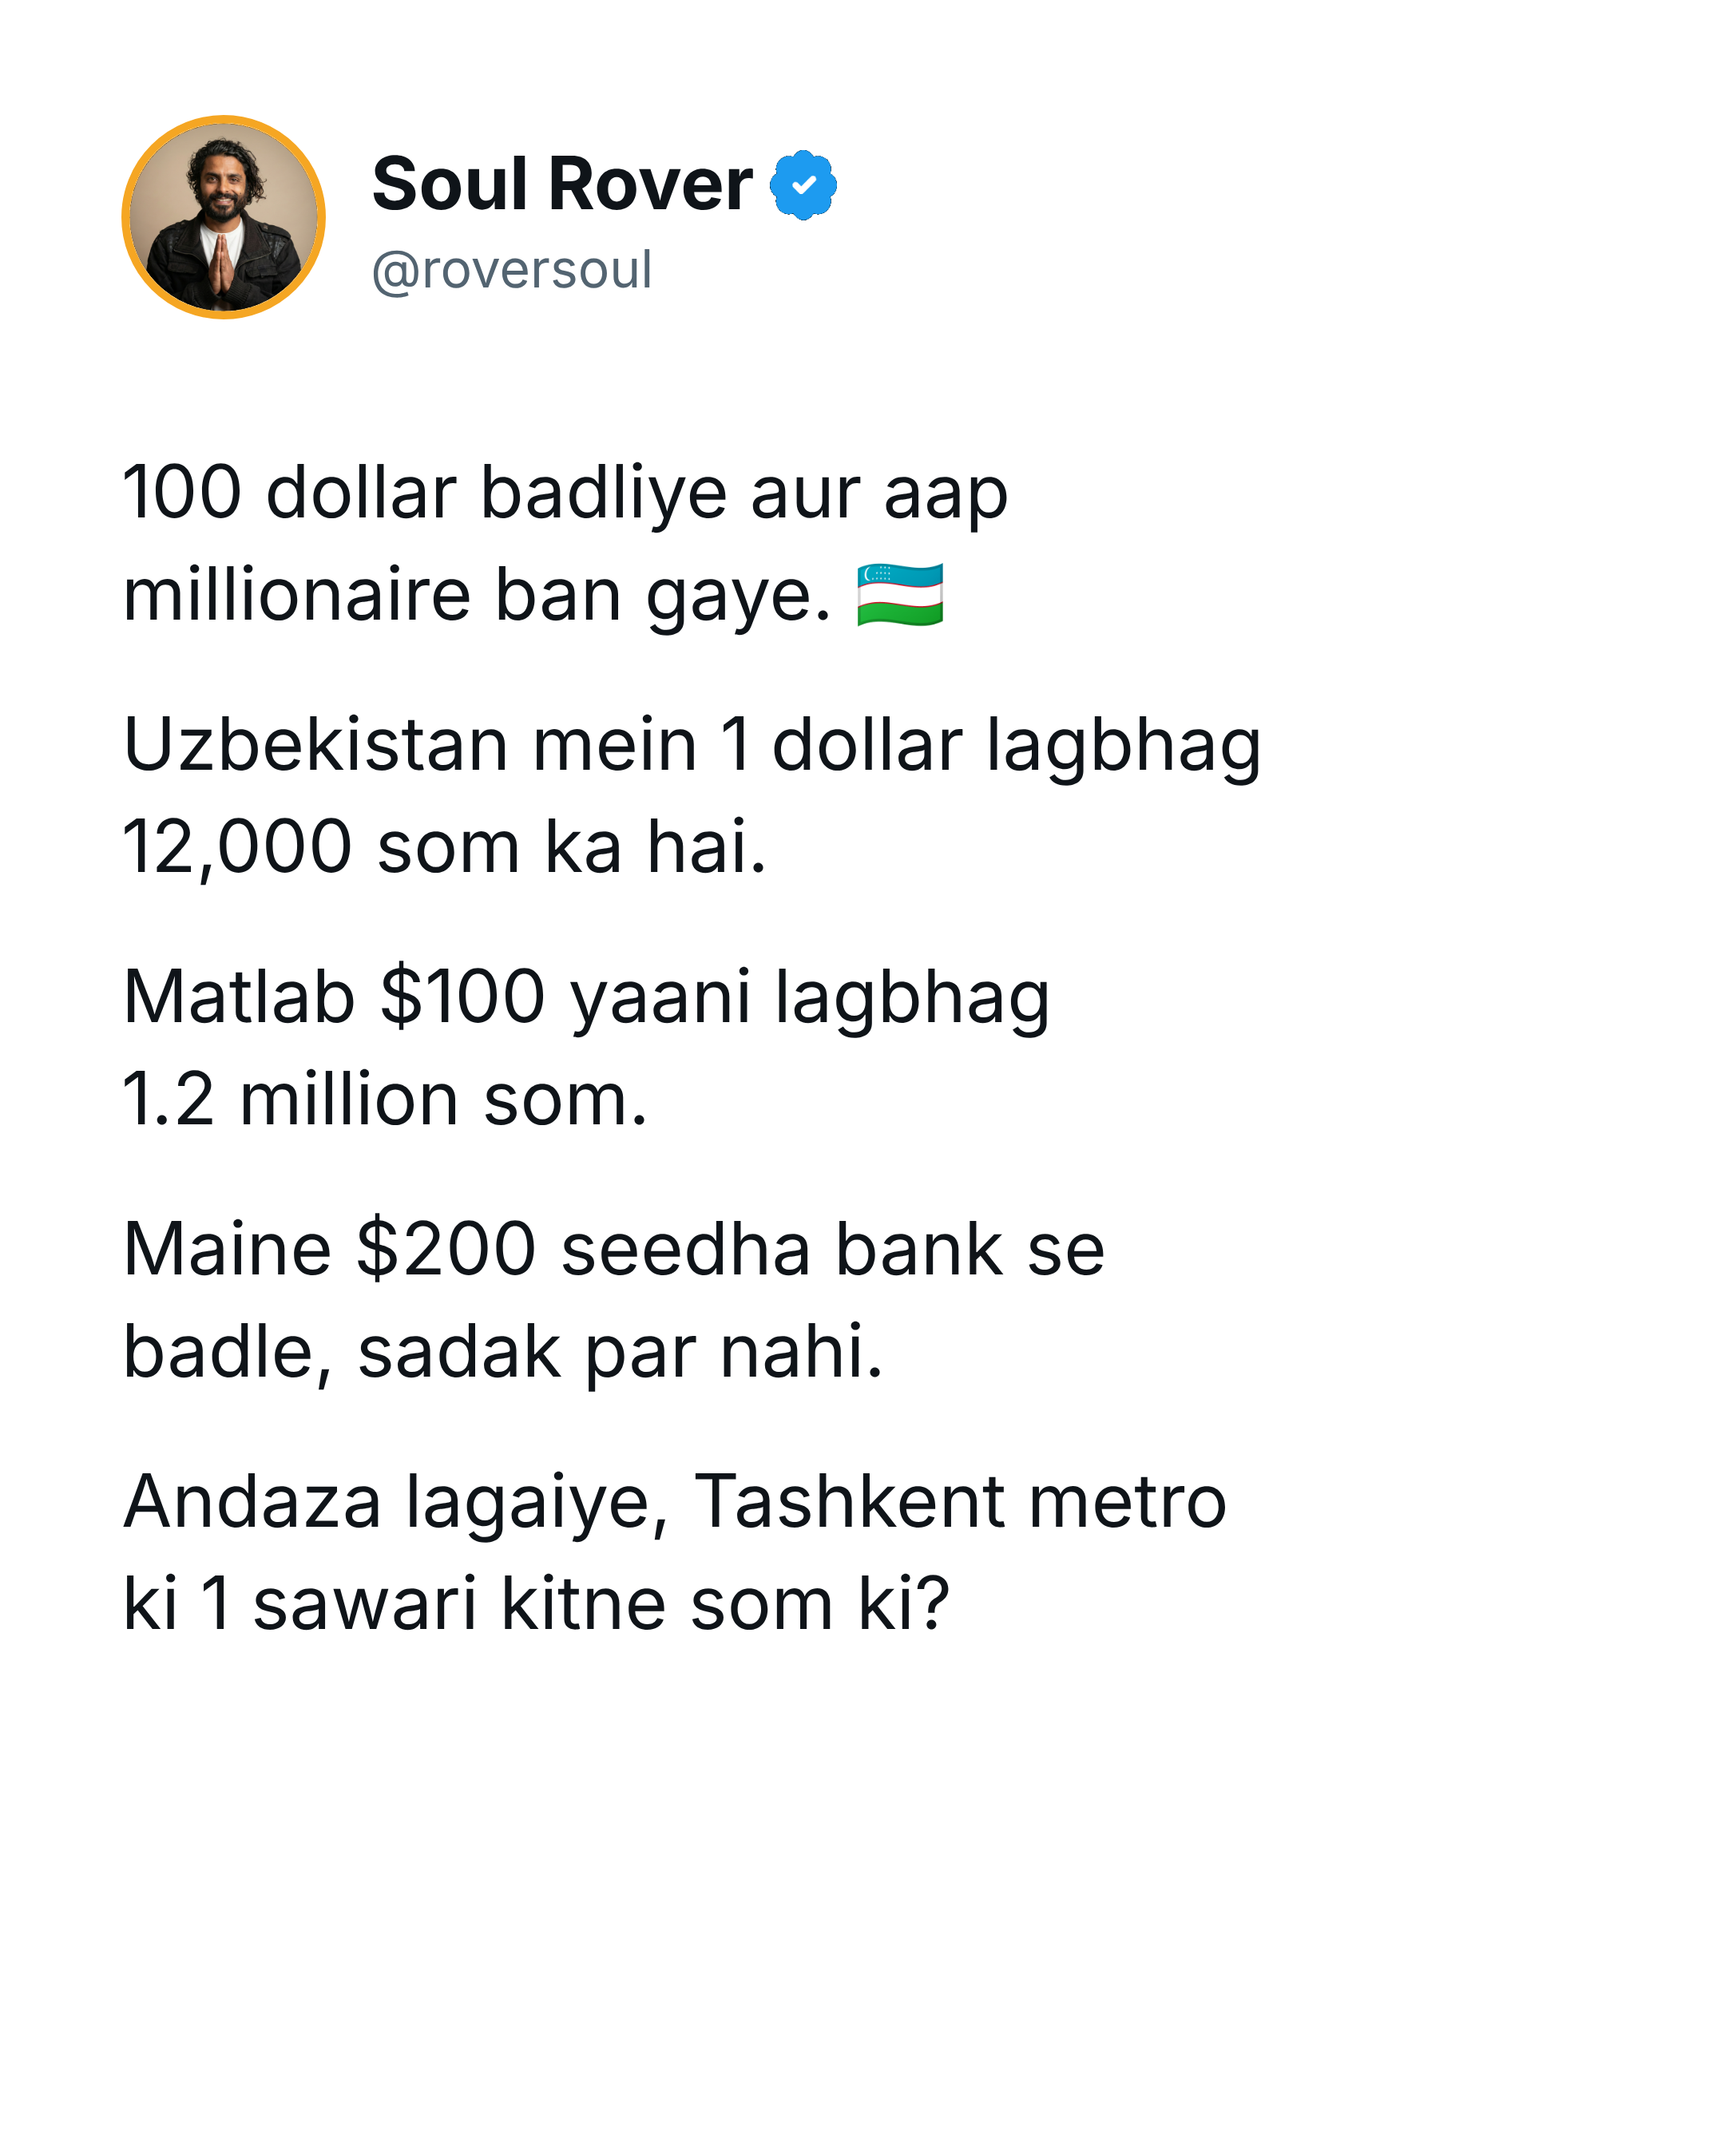 Soul Rover
@roversoul
100 dollar badliye aur aap
millionaire ban gaye. 🇺🇿
Uzbekistan mein 1 dollar lagbhag
12,000 som ka hai.
Matlab $100 yaani lagbhag
1.2 million som.
Maine $200 seedha bank se
badle, sadak par nahi.
Andaza lagaiye, Tashkent metro
ki 1 sawari kitne som ki?